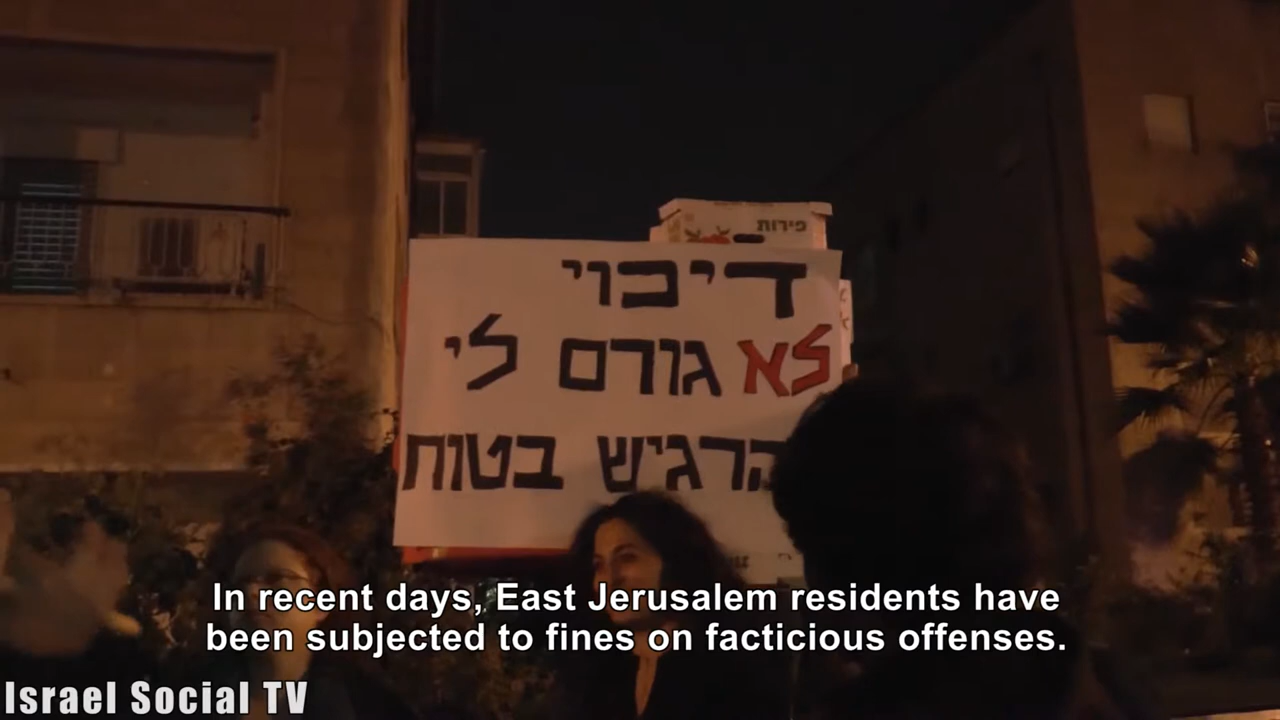 פירות
דיכוי
לא גורם לי
הרגיש בטוח
In recent days, East Jerusalem residents have
been subjected to fines on facticious offenses.
Israel Social TV